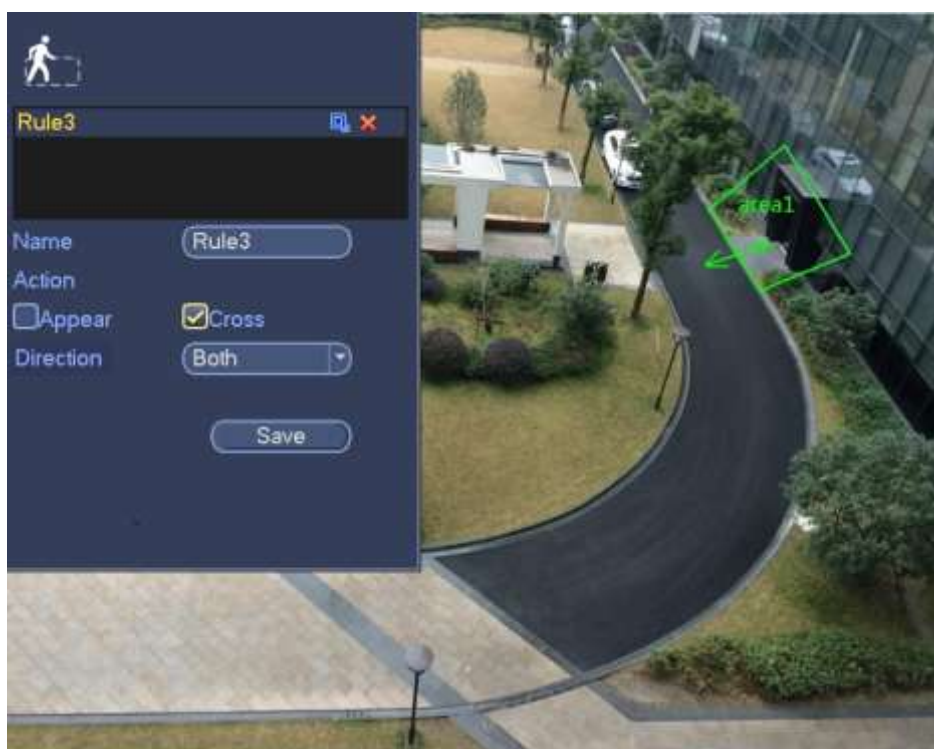 Rule3
Name Rule3
Action
Appear Cross
Direction Both
Save
area1